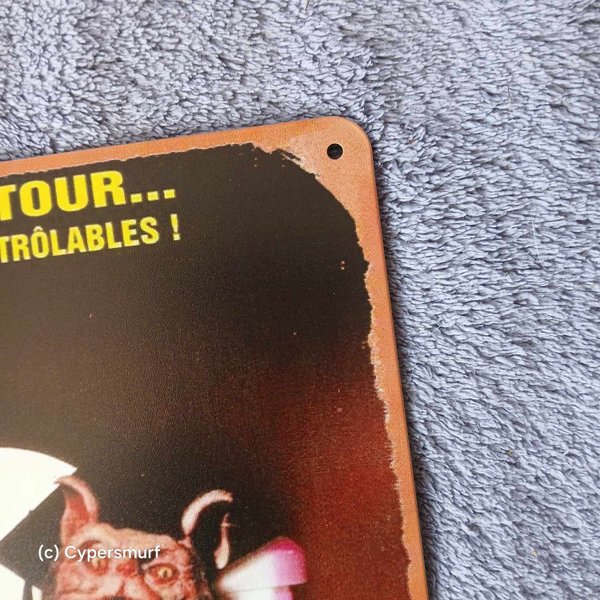 TOUR...
TRÔLABLES !
(c) Cypersmurf